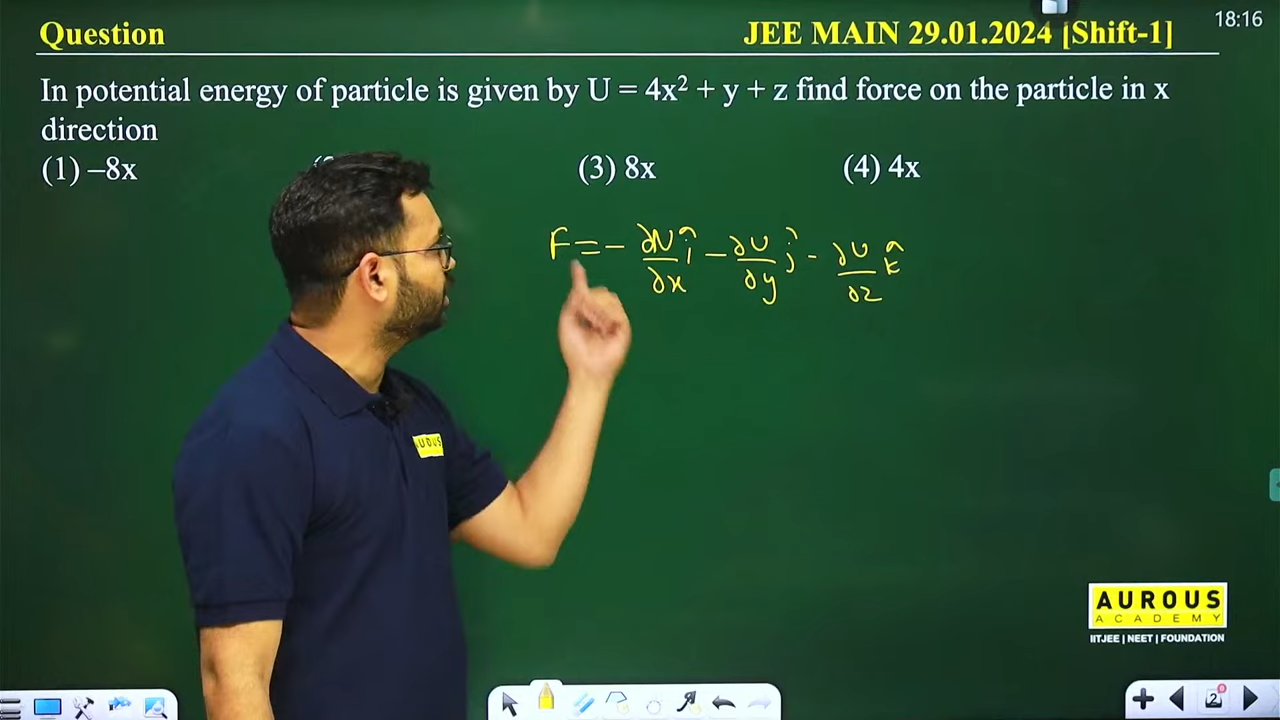 18:16
Question
JEE MAIN 29.01.2024 [Shift-1]
In potential energy of particle is given by U = 4x² + y + z find force on the particle in x
direction
(1) –8x
(3) 8x
(4) 4x
F = - ∂U/∂x î - ∂U/∂y ĵ - ∂U/∂z k̂
AUROUS
ACADEMY
IITJEE | NEET | FOUNDATION
2